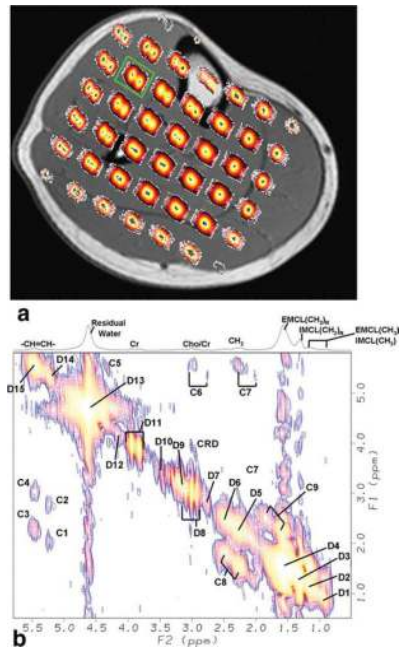 a
-CH=CH-
Residual
Water
Cr
Cho/Cr
CH2
EMCL(CH2)n
IMCL(CH2)n
EMCL(CH3)
IMCL(CH3)
D15
D14
C5
D13
C6
C7
D11
D12
D10
D9
CRD
D7
D8
D6
D5
C7
C9
C4
C3
C2
C1
C8
D4
D3
D2
D1
5.0
4.0
3.0
2.0
1.0
F1 (ppm)
5.5
5.0
4.5
4.0
3.5
3.0
2.5
2.0
1.5
1.0
F2 (ppm)
b